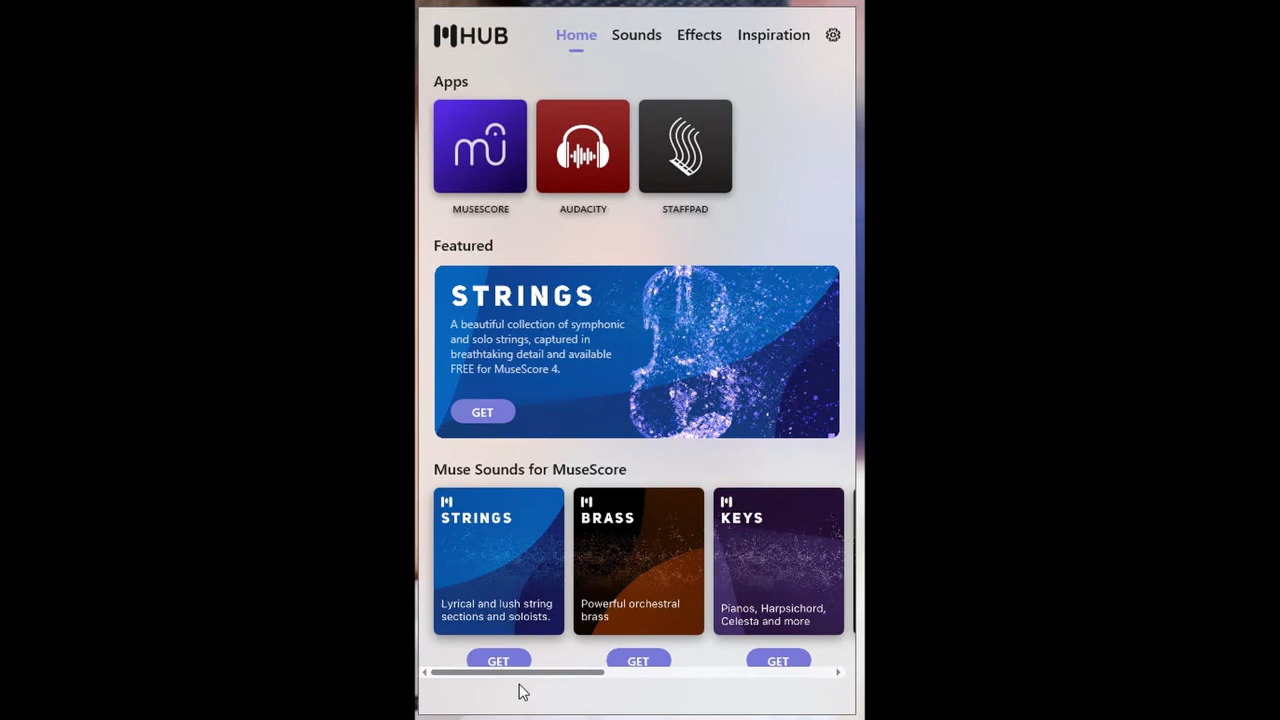 HUB
Home Sounds Effects Inspiration
Apps
MUSESCORE AUDACITY STAFFPAD
Featured
STRINGS
A beautiful collection of symphonic
and solo strings, captured in
breathtaking detail and available
FREE for MuseScore 4.
GET
Muse Sounds for MuseScore
STRINGS
Lyrical and lush string
sections and soloists.
GET
BRASS
Powerful orchestral
brass
GET
KEYS
Pianos, Harpsichord,
Celesta and more
GET